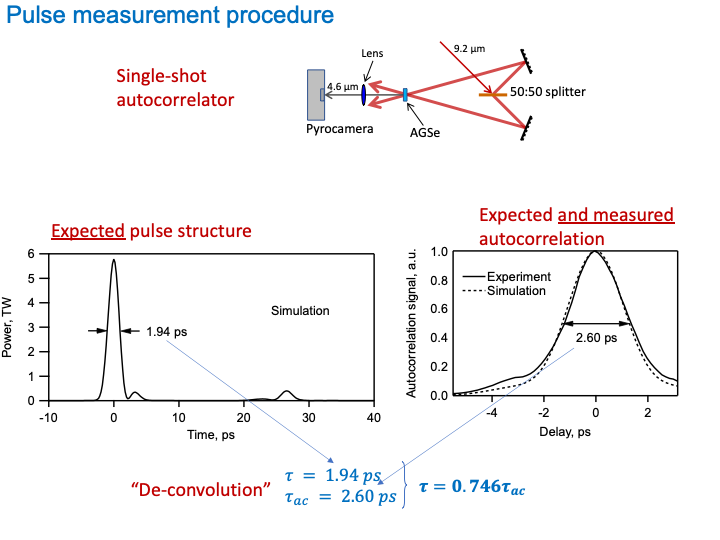 Pulse measurement procedure
Single-shot
autocorrelator
Lens
9.2 µm
4.6 µm
50:50 splitter
Pyrocamera
AGSe
Expected pulse structure
Expected and measured
autocorrelation
Power, TW
6
5
4
3
2
1
0
Simulation
1.94 ps
-10
0
10
20
30
40
Time, ps
Autocorrelation signal, a.u.
1.0
0.8
0.6
0.4
0.2
0.0
Experiment
Simulation
2.60 ps
-4
-2
0
2
Delay, ps
“De-convolution”
τ = 1.94 ps
τac = 2.60 ps
τ = 0.746τac